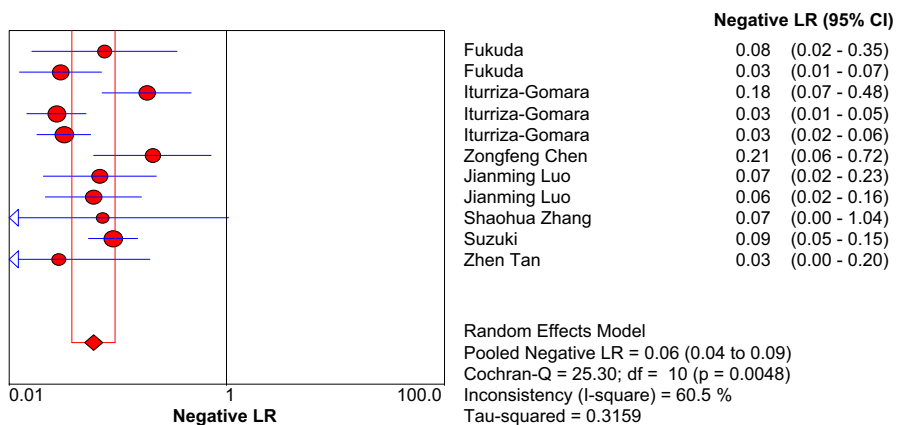 Negative LR (95% CI)
Fukuda 0.08 (0.02 - 0.35)
Fukuda 0.03 (0.01 - 0.07)
Iturriza-Gomara 0.18 (0.07 - 0.48)
Iturriza-Gomara 0.03 (0.01 - 0.05)
Iturriza-Gomara 0.03 (0.02 - 0.06)
Zongfeng Chen 0.21 (0.06 - 0.72)
Jianming Luo 0.07 (0.02 - 0.23)
Jianming Luo 0.06 (0.02 - 0.16)
Shaohua Zhang 0.07 (0.00 - 1.04)
Suzuki 0.09 (0.05 - 0.15)
Zhen Tan 0.03 (0.00 - 0.20)
Random Effects Model
Pooled Negative LR = 0.06 (0.04 to 0.09)
Cochran-Q = 25.30; df = 10 (p = 0.0048)
Inconsistency (I-square) = 60.5 %
Tau-squared = 0.3159
0.01 1 100.0
Negative LR